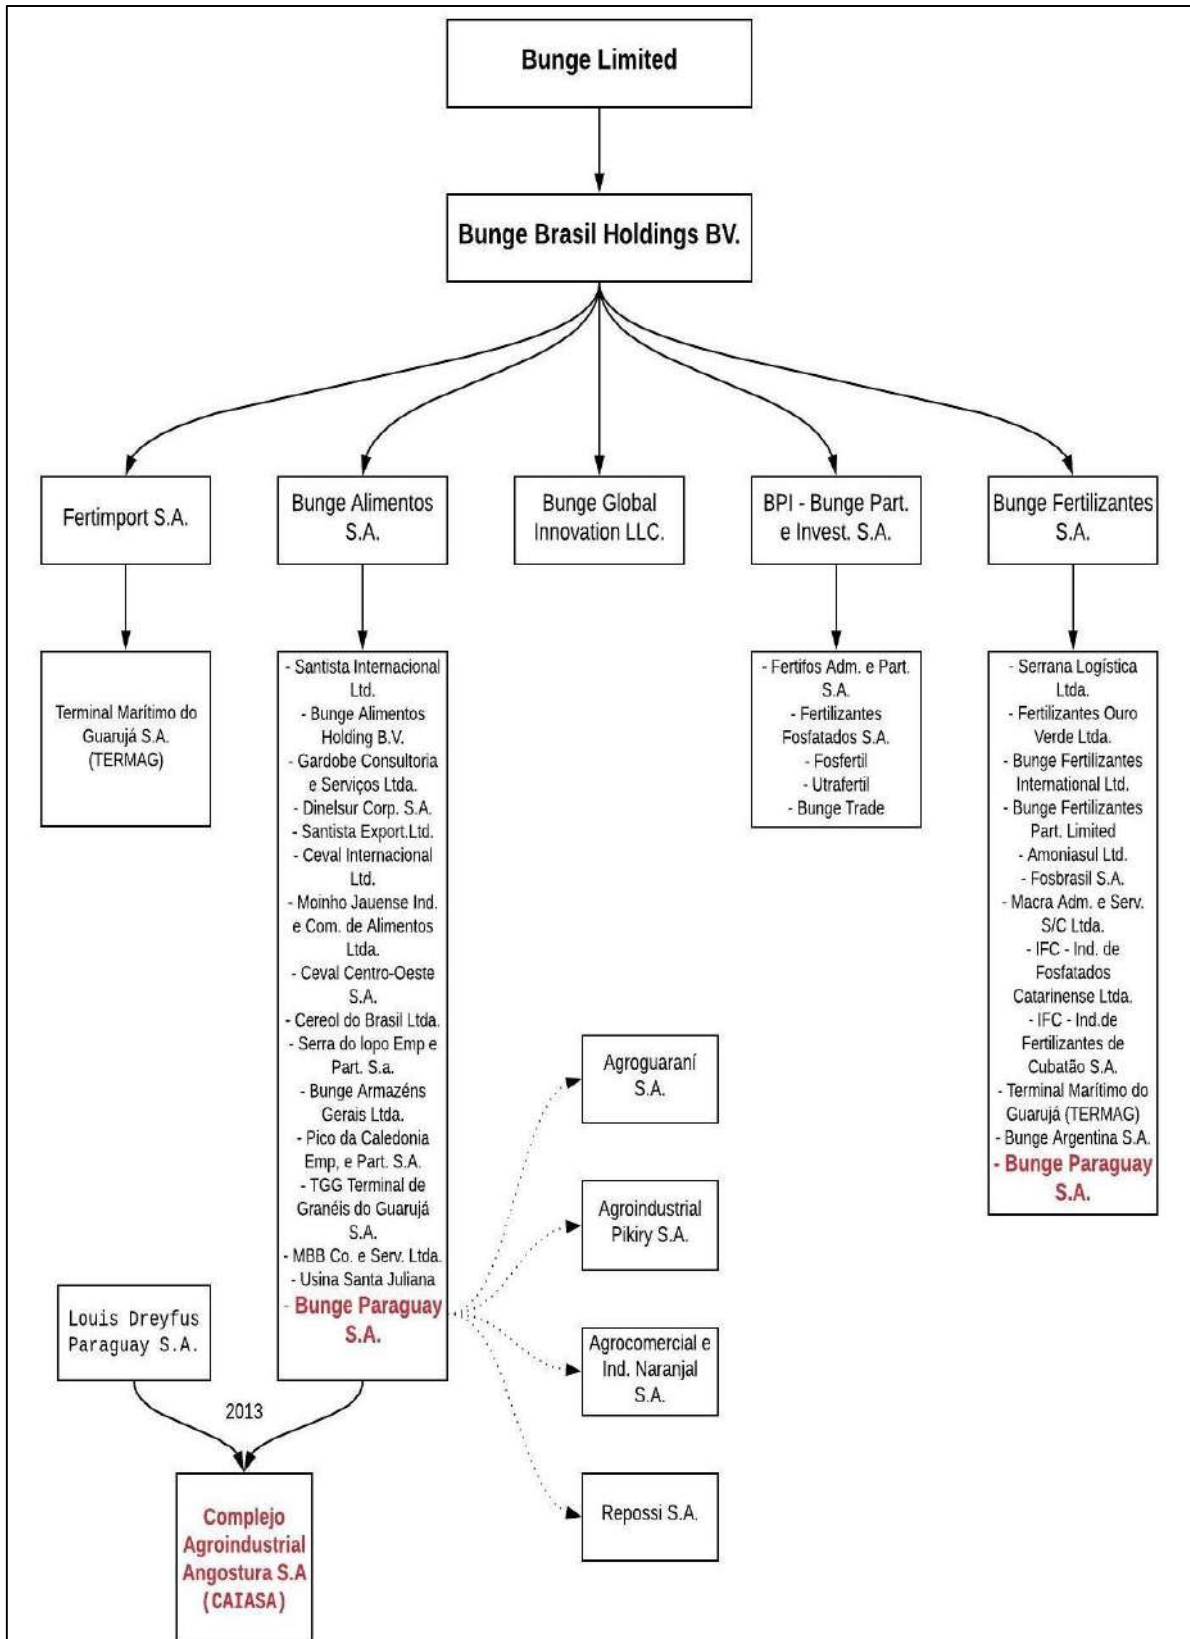 Bunge Limited
Bunge Brasil Holdings BV.
Fertimport S.A.
Bunge Alimentos
S.A.
Bunge Global
Innovation LLC.
BPI - Bunge Part.
e Invest. S.A.
Bunge Fertilizantes
S.A.
Terminal Marítimo do
Guarujá S.A.
(TERMAG)
- Santista Internacional
Ltd.
- Bunge Alimentos
Holding B.V.
- Gardobe Consultoria
e Serviços Ltda.
- Dinelsur Corp. S.A.
- Santista Export.Ltd.
- Ceval Internacional
Ltd.
- Moinho Jauense Ind.
e Com. de Alimentos
Ltda.
- Ceval Centro-Oeste
S.A.
- Cereol do Brasil Ltda.
- Serra do lopo Emp e
Part. S.a.
- Bunge Armazéns
Gerais Ltda.
- Pico da Caledonia
Emp, e Part. S.A.
- TGG Terminal de
Granéis do Guarujá
S.A.
- MBB Co. e Serv. Ltda.
- Usina Santa Juliana
- Bunge Paraguay
S.A.
- Fertifos Adm. e Part.
S.A.
- Fertilizantes
Fosfatados S.A.
- Fosfertil
- Utrafertil
- Bunge Trade
- Serrana Logística
Ltda.
- Fertilizantes Ouro
Verde Ltda.
- Bunge Fertilizantes
International Ltd.
- Bunge Fertilizantes
Part. Limited
- Amoniasul Ltd.
- Fosbrasil S.A.
- Macra Adm. e Serv.
S/C Ltda.
- IFC - Ind. de
Fosfatados
Catarinense Ltda.
- IFC - Ind.de
Fertilizantes de
Cubatão S.A.
- Terminal Marítimo do
Guarujá (TERMAG)
- Bunge Argentina S.A.
- Bunge Paraguay
S.A.
Agroguaraní
S.A.
Agroindustrial
Pikiry S.A.
Agrocomercial e
Ind. Naranjal
S.A.
Repossi S.A.
Louis Dreyfus
Paraguay S.A.
2013
Complejo
Agroindustrial
Angostura S.A
(CAIASA)